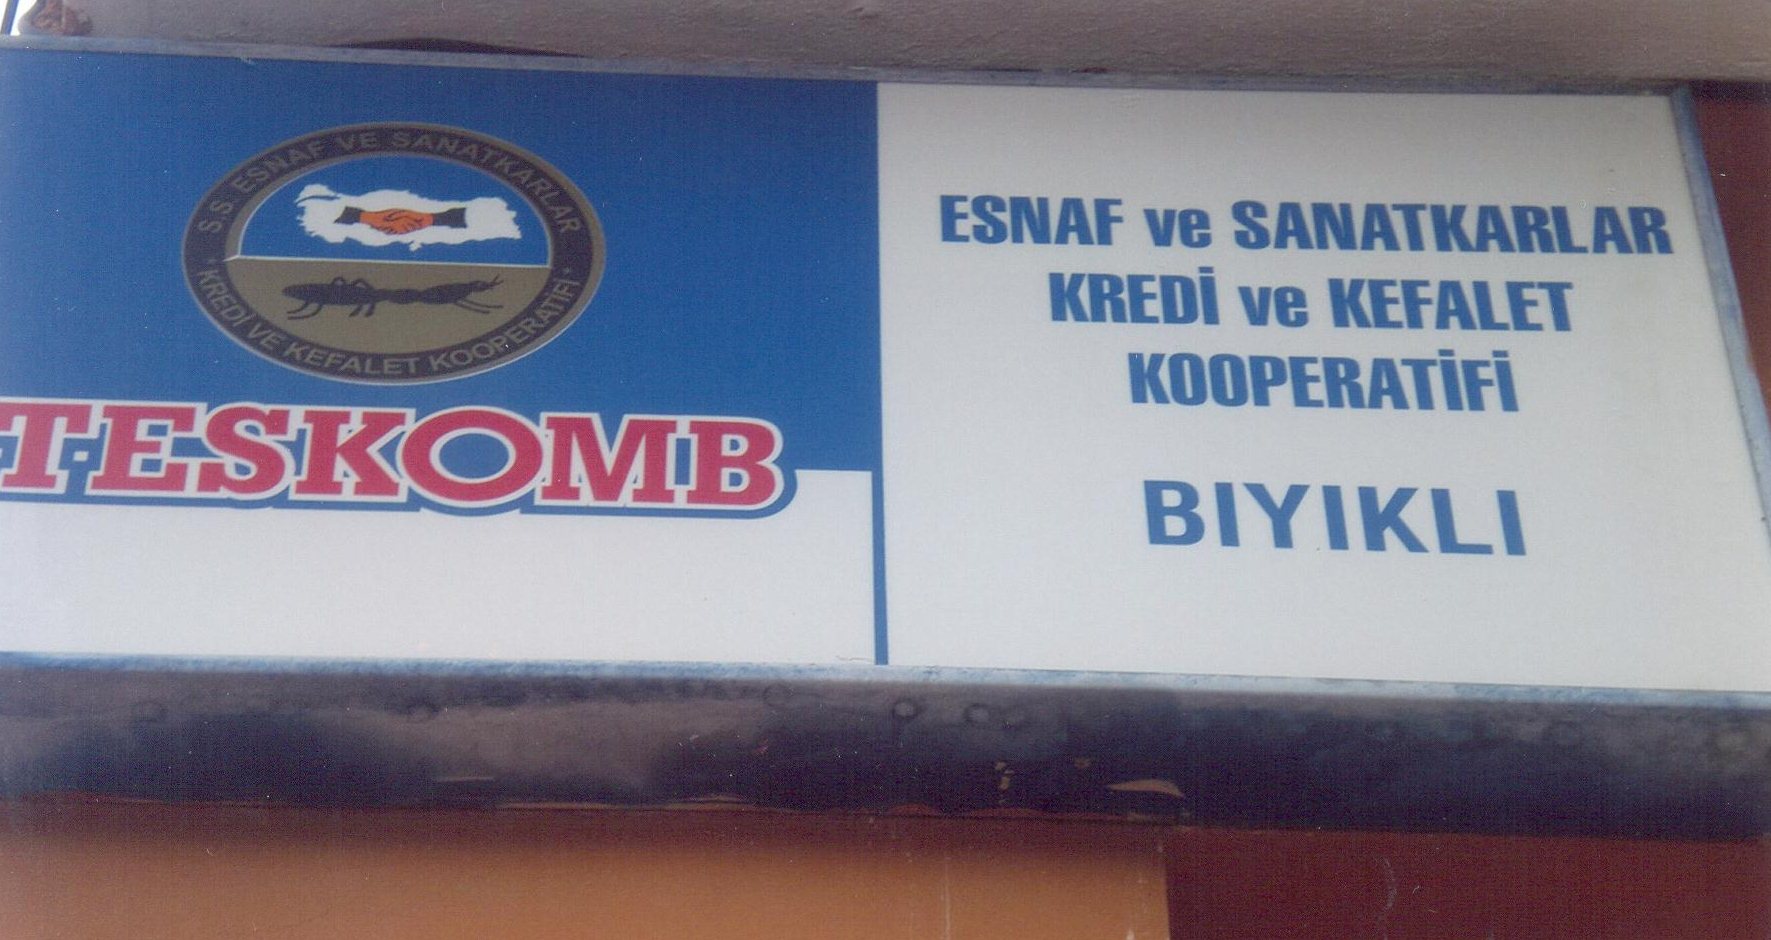 S.S. ESNAF VE SANATKARLAR
KREDİ VE KEFALET KOOPERATİFİ
TESKOMB
ESNAF ve SANATKARLAR
KREDİ ve KEFALET
KOOPERATİFİ
BIYIKLI